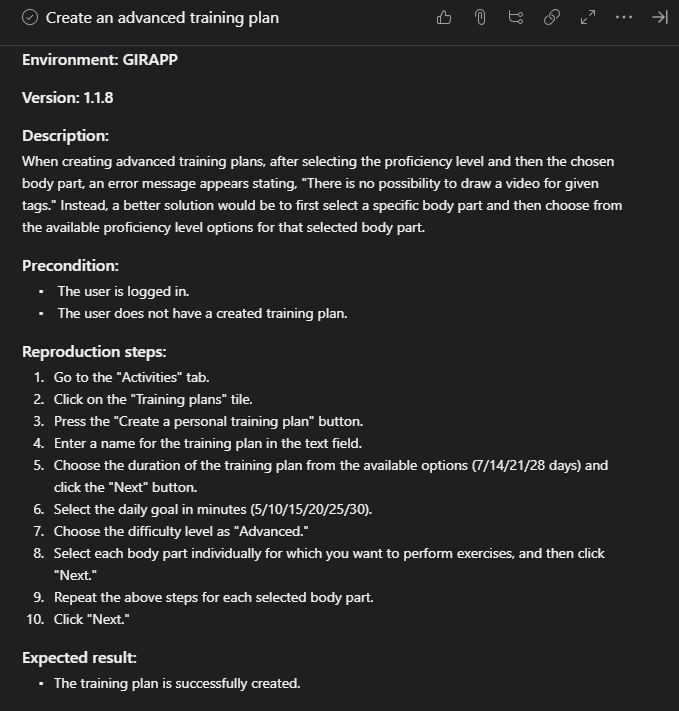 Create an advanced training plan
Environment: GIRAPP
Version: 1.1.8
Description:
When creating advanced training plans, after selecting the proficiency level and then the chosen
body part, an error message appears stating, "There is no possibility to draw a video for given
tags." Instead, a better solution would be to first select a specific body part and then choose from
the available proficiency level options for that selected body part.
Precondition:
• The user is logged in.
• The user does not have a created training plan.
Reproduction steps:
1. Go to the "Activities" tab.
2. Click on the "Training plans" tile.
3. Press the "Create a personal training plan" button.
4. Enter a name for the training plan in the text field.
5. Choose the duration of the training plan from the available options (7/14/21/28 days) and
click the "Next" button.
6. Select the daily goal in minutes (5/10/15/20/25/30).
7. Choose the difficulty level as "Advanced."
8. Select each body part individually for which you want to perform exercises, and then click
"Next."
9. Repeat the above steps for each selected body part.
10. Click "Next."
Expected result:
• The training plan is successfully created.